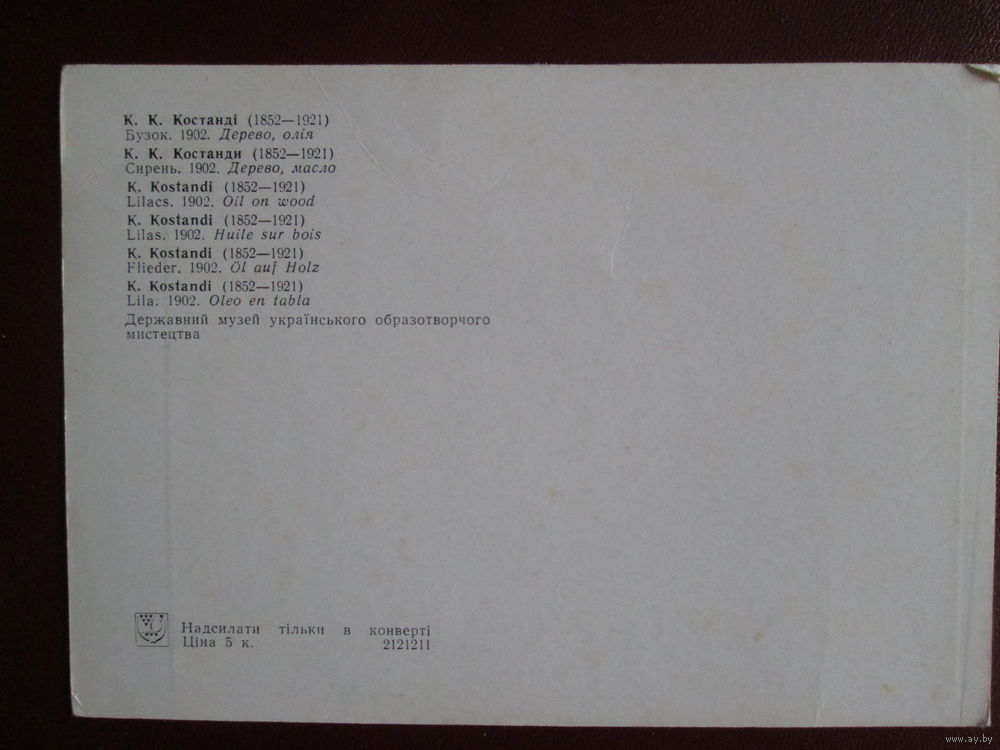 К. К. Костанді (1852—1921)
Бузок. 1902. Дерево, олія
К. К. Костанди (1852—1921)
Сирень. 1902. Дерево, масло
K. Kostandi (1852—1921)
Lilacs. 1902. Oil on wood
K. Kostandi (1852—1921)
Lilas. 1902. Huile sur bois
K. Kostandi (1852—1921)
Flieder. 1902. Öl auf Holz
K. Kostandi (1852—1921)
Lila. 1902. Oleo en tabla
Державний музей українського образотворчого
мистецтва
Надсилати тільки в конверті
Ціна 5 к. 2121211
www.ay.by